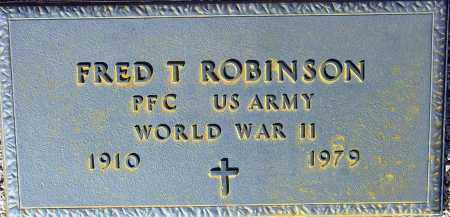 FRED T ROBINSON
PFC US ARMY
WORLD WAR II
1910 1979